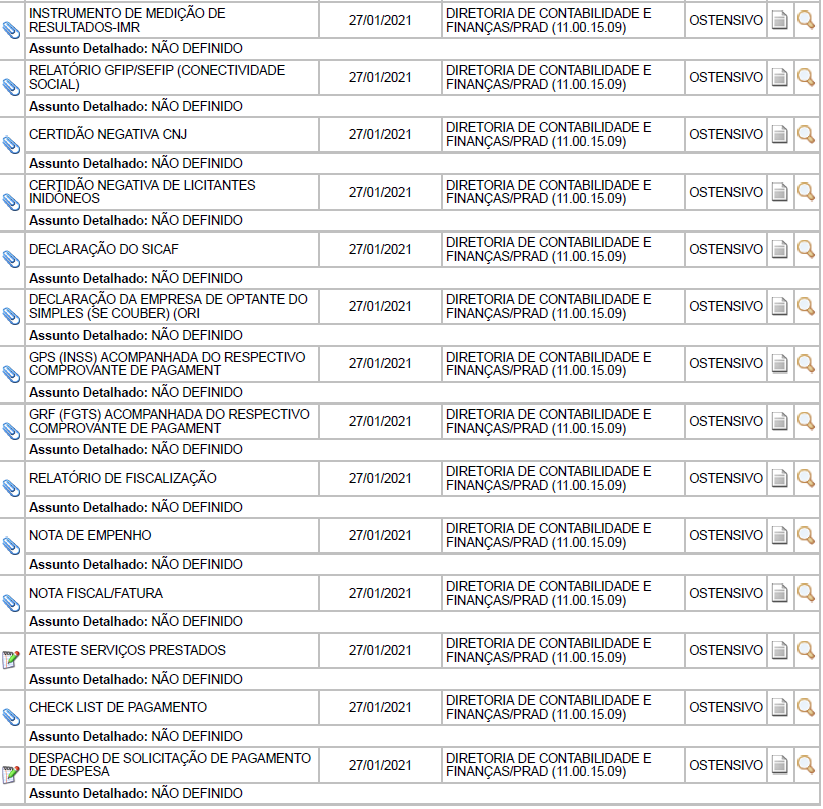 INSTRUMENTO DE MEDIÇÃO DE
RESULTADOS-IMR
27/01/2021
DIRETORIA DE CONTABILIDADE E
FINANÇAS/PRAD (11.00.15.09)
OSTENSIVO
Assunto Detalhado: NÃO DEFINIDO
RELATÓRIO GFIP/SEFIP (CONECTIVIDADE
SOCIAL)
27/01/2021
DIRETORIA DE CONTABILIDADE E
FINANÇAS/PRAD (11.00.15.09)
OSTENSIVO
Assunto Detalhado: NÃO DEFINIDO
CERTIDÃO NEGATIVA CNJ
27/01/2021
DIRETORIA DE CONTABILIDADE E
FINANÇAS/PRAD (11.00.15.09)
OSTENSIVO
Assunto Detalhado: NÃO DEFINIDO
CERTIDÃO NEGATIVA DE LICITANTES
INIDÔNEOS
27/01/2021
DIRETORIA DE CONTABILIDADE E
FINANÇAS/PRAD (11.00.15.09)
OSTENSIVO
Assunto Detalhado: NÃO DEFINIDO
DECLARAÇÃO DO SICAF
27/01/2021
DIRETORIA DE CONTABILIDADE E
FINANÇAS/PRAD (11.00.15.09)
OSTENSIVO
Assunto Detalhado: NÃO DEFINIDO
DECLARAÇÃO DA EMPRESA DE OPTANTE DO
SIMPLES (SE COUBER) (ORI
27/01/2021
DIRETORIA DE CONTABILIDADE E
FINANÇAS/PRAD (11.00.15.09)
OSTENSIVO
Assunto Detalhado: NÃO DEFINIDO
GPS (INSS) ACOMPANHADA DO RESPECTIVO
COMPROVANTE DE PAGAMENT
27/01/2021
DIRETORIA DE CONTABILIDADE E
FINANÇAS/PRAD (11.00.15.09)
OSTENSIVO
Assunto Detalhado: NÃO DEFINIDO
GRF (FGTS) ACOMPANHADA DO RESPECTIVO
COMPROVANTE DE PAGAMENT
27/01/2021
DIRETORIA DE CONTABILIDADE E
FINANÇAS/PRAD (11.00.15.09)
OSTENSIVO
Assunto Detalhado: NÃO DEFINIDO
RELATÓRIO DE FISCALIZAÇÃO
27/01/2021
DIRETORIA DE CONTABILIDADE E
FINANÇAS/PRAD (11.00.15.09)
OSTENSIVO
Assunto Detalhado: NÃO DEFINIDO
NOTA DE EMPENHO
27/01/2021
DIRETORIA DE CONTABILIDADE E
FINANÇAS/PRAD (11.00.15.09)
OSTENSIVO
Assunto Detalhado: NÃO DEFINIDO
NOTA FISCAL/FATURA
27/01/2021
DIRETORIA DE CONTABILIDADE E
FINANÇAS/PRAD (11.00.15.09)
OSTENSIVO
Assunto Detalhado: NÃO DEFINIDO
ATESTE SERVIÇOS PRESTADOS
27/01/2021
DIRETORIA DE CONTABILIDADE E
FINANÇAS/PRAD (11.00.15.09)
OSTENSIVO
Assunto Detalhado: NÃO DEFINIDO
CHECK LIST DE PAGAMENTO
27/01/2021
DIRETORIA DE CONTABILIDADE E
FINANÇAS/PRAD (11.00.15.09)
OSTENSIVO
Assunto Detalhado: NÃO DEFINIDO
DESPACHO DE SOLICITAÇÃO DE PAGAMENTO
DE DESPESA
27/01/2021
DIRETORIA DE CONTABILIDADE E
FINANÇAS/PRAD (11.00.15.09)
OSTENSIVO
Assunto Detalhado: NÃO DEFINIDO